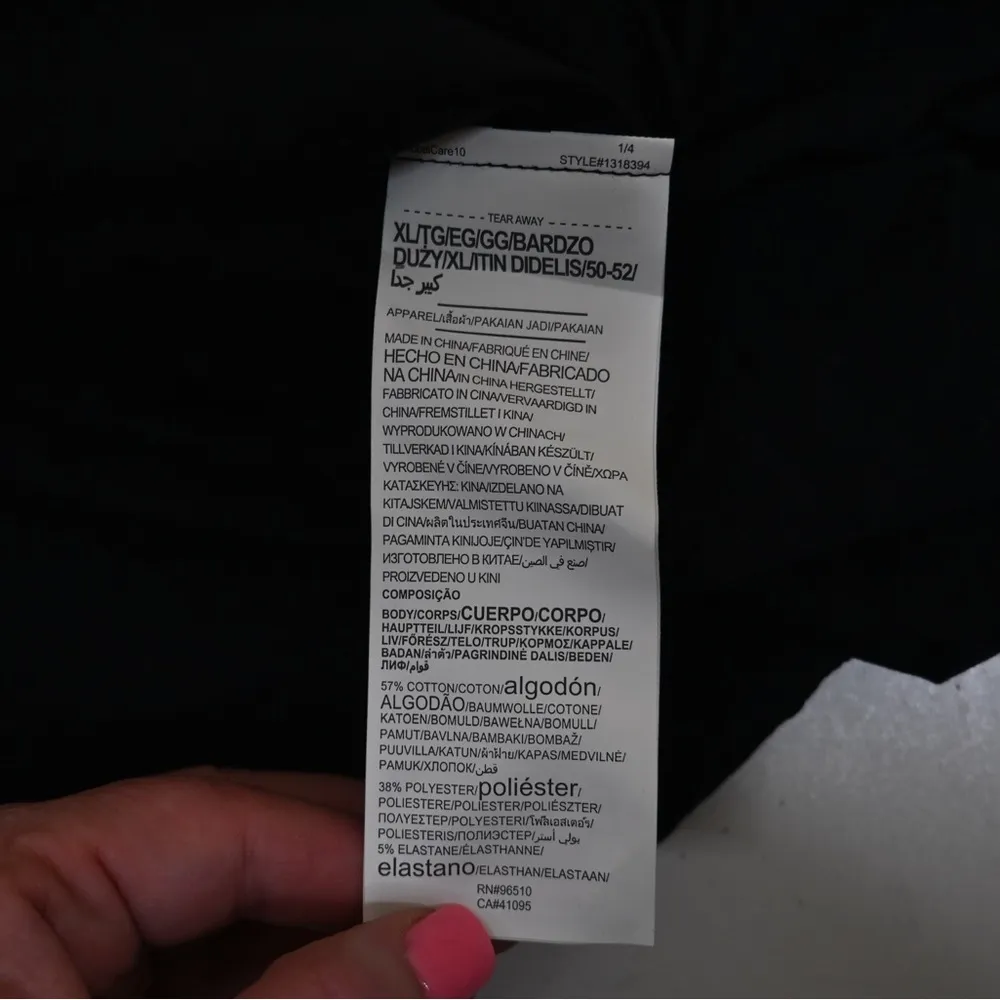 Care10
1/4
STYLE#1318394
TEAR AWAY
XL/TG/EG/GG/BARDZO
DUŻY/XL/ITIN DIDELIS/50-52/
كبير جداً
APPAREL/เสื้อผ้า/PAKAIAN JADI/PAKAIAN
MADE IN CHINA/FABRIQUÉ EN CHINE/
HECHO EN CHINA/FABRICADO
NA CHINA/IN CHINA HERGESTELLT/
FABBRICATO IN CINA/VERVAARDIGD IN
CHINA/FREMSTILLET I KINA/
WYPRODUKOWANO W CHINACH/
TILLVERKAD I KINA/KÍNÁBAN KÉSZÜLT/
VYROBENÉ V ČÍNE/VYROBENO V ČÍNĚ/ΧΩΡΑ
ΚΑΤΑΣΚΕΥΗΣ: ΚΙΝΑ/IZDELANO NA
KITAJSKEM/VALMISTETTU KIINASSA/DIBUAT
DI CINA/ผลิตในประเทศจีน/BUATAN CHINA/
PAGAMINTA KINIJOJE/ÇIN'DE YAPILMIŞTIR/
ИЗГОТОВЛЕНО В КИТАЕ/صنع في الصين/
PROIZVEDENO U KINI
COMPOSIÇÃO
BODY/CORPS/CUERPO/CORPO/
HAUPTTEIL/LIJF/KROPSSTYKKE/KORPUS/
LIV/FŐRÉSZ/TELO/TRUP/ΚΟΡΜΟΣ/KAPPALE/
BADAN/ลำตัว/PAGRINDINĖ DALIS/BEDEN/
ЛИФ/قوام/
57% COTTON/COTON/algodón/
ALGODÃO/BAUMWOLLE/COTONE/
KATOEN/BOMULD/BAWEŁNA/BOMULL/
PAMUT/BAVLNA/ΒΑΜΒΑΚΙ/BOMBAŽ/
PUUVILLA/KATUN/ผ้าฝ้าย/KAPAS/MEDVILNĖ/
PAMUK/ХЛОПОК/قطن/
38% POLYESTER/poliéster/
POLIESTERE/POLIESTER/POLIÉSZTER/
ΠΟΛΥΕΣΤΕΡ/POLYESTERI/โพลีเอสเตอร์/
POLIESTERIS/ПОЛИЭСТЕР/بولي أستر/
5% ELASTANE/ÉLASTHANNE/
elastano/ELASTHAN/ELASTAAN/
RN#96510
CA#41095